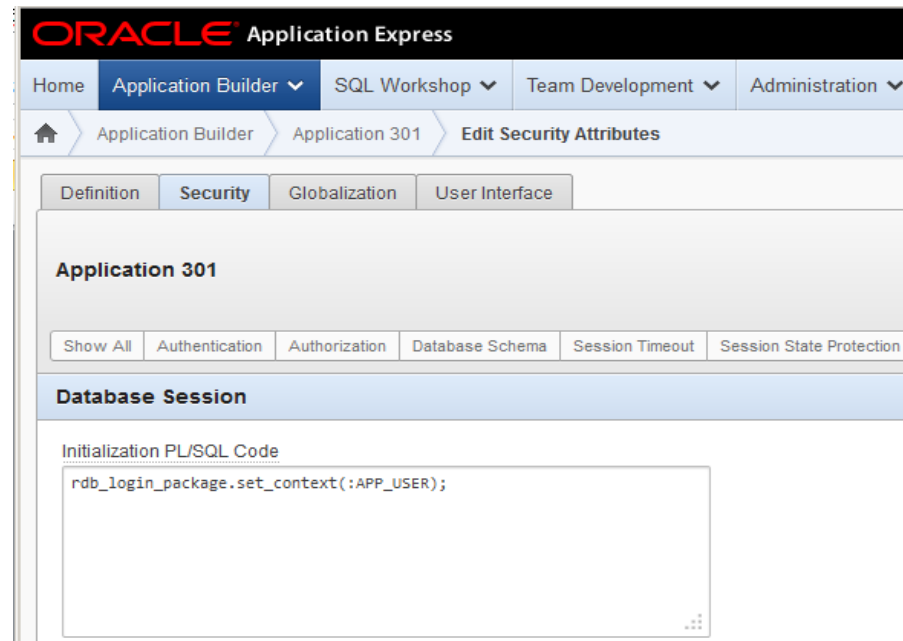 ORACLE Application Express
Home Application Builder SQL Workshop Team Development Administration
Application Builder Application 301 Edit Security Attributes
Definition Security Globalization User Interface
Application 301
Show All Authentication Authorization Database Schema Session Timeout Session State Protection
Database Session
Initialization PL/SQL Code
rdb_login_package.set_context(:APP_USER);